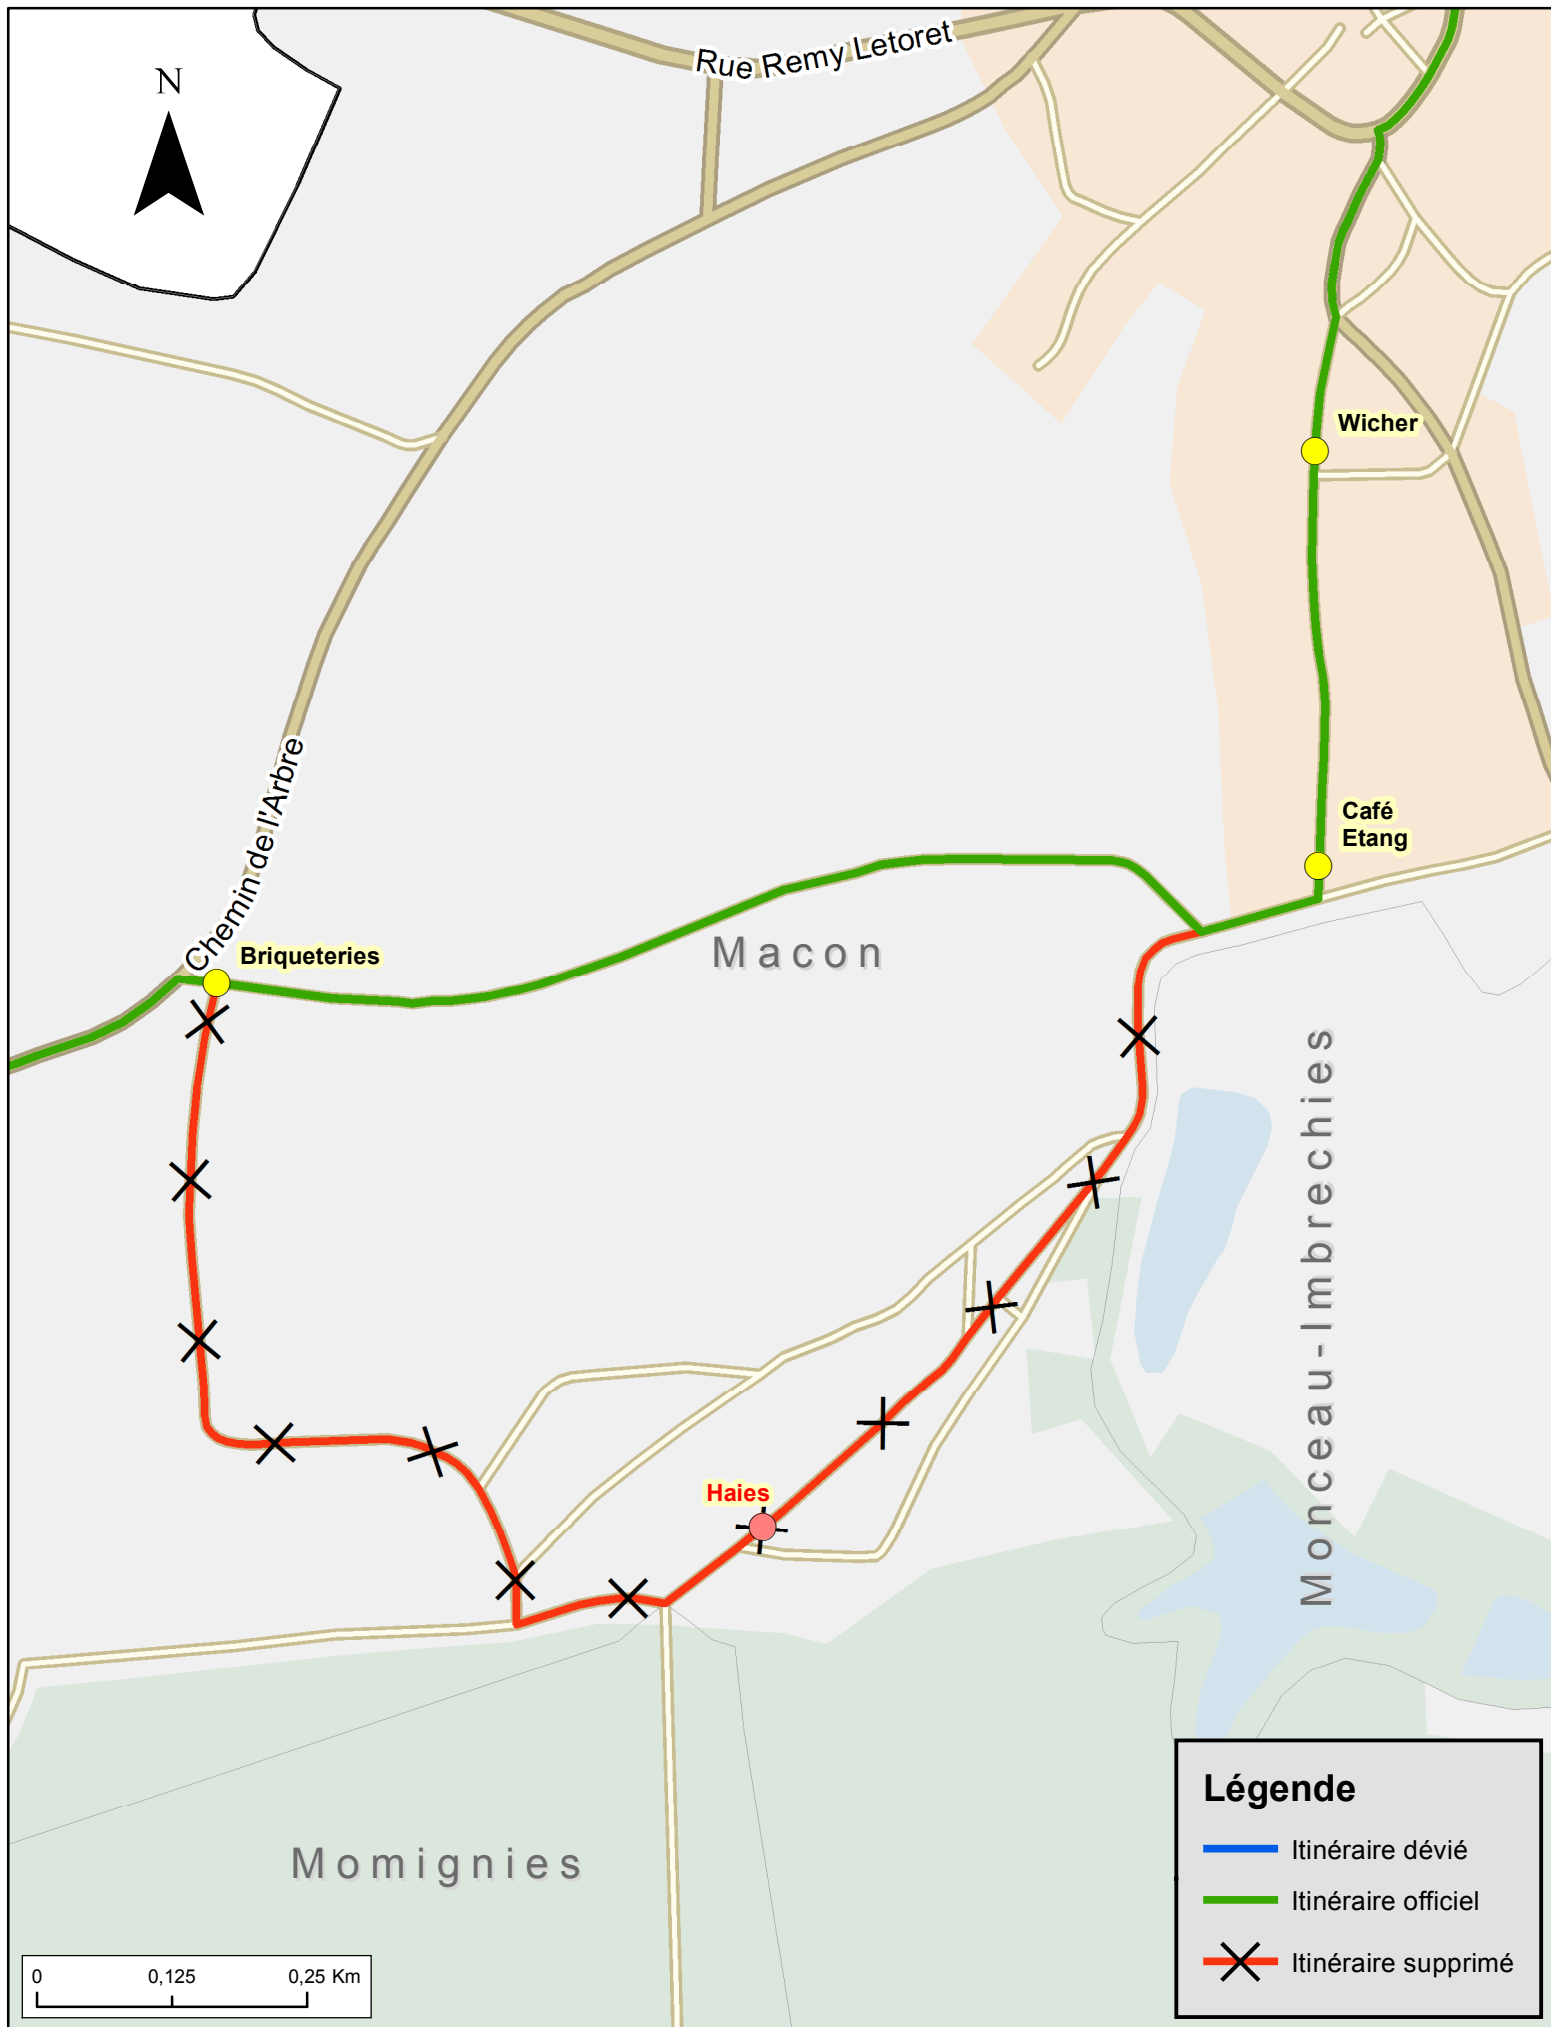 N
Rue Remy Letoret
Wicher
Café
Etang
Chemin de l'Arbre
Briqueteries
Macon
Monceau-Imbrechies
Haies
Momignies
Légende
Itinéraire dévié
Itinéraire officiel
Itinéraire supprimé
0 0,125 0,25 Km